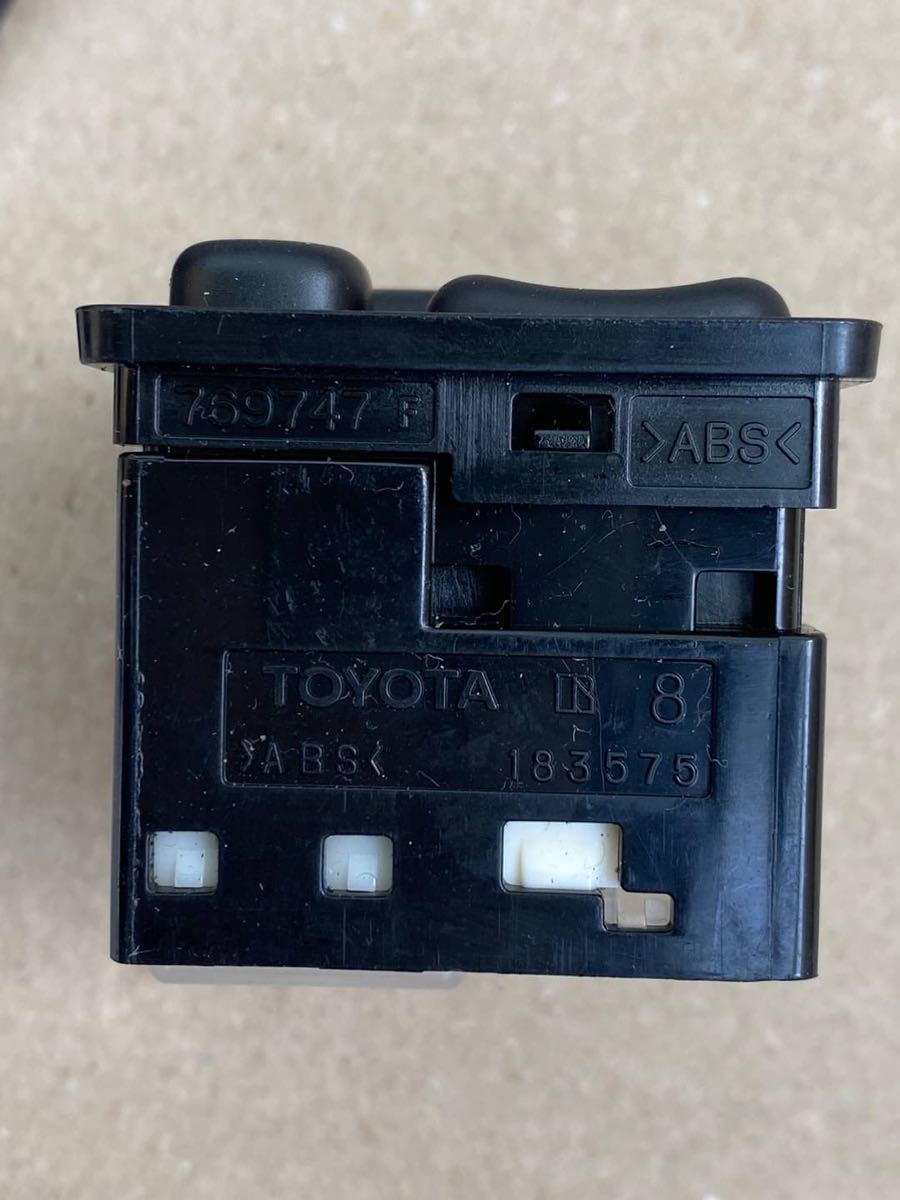 769747 F
>ABS<
TOYOTA 8
>ABS< 183575